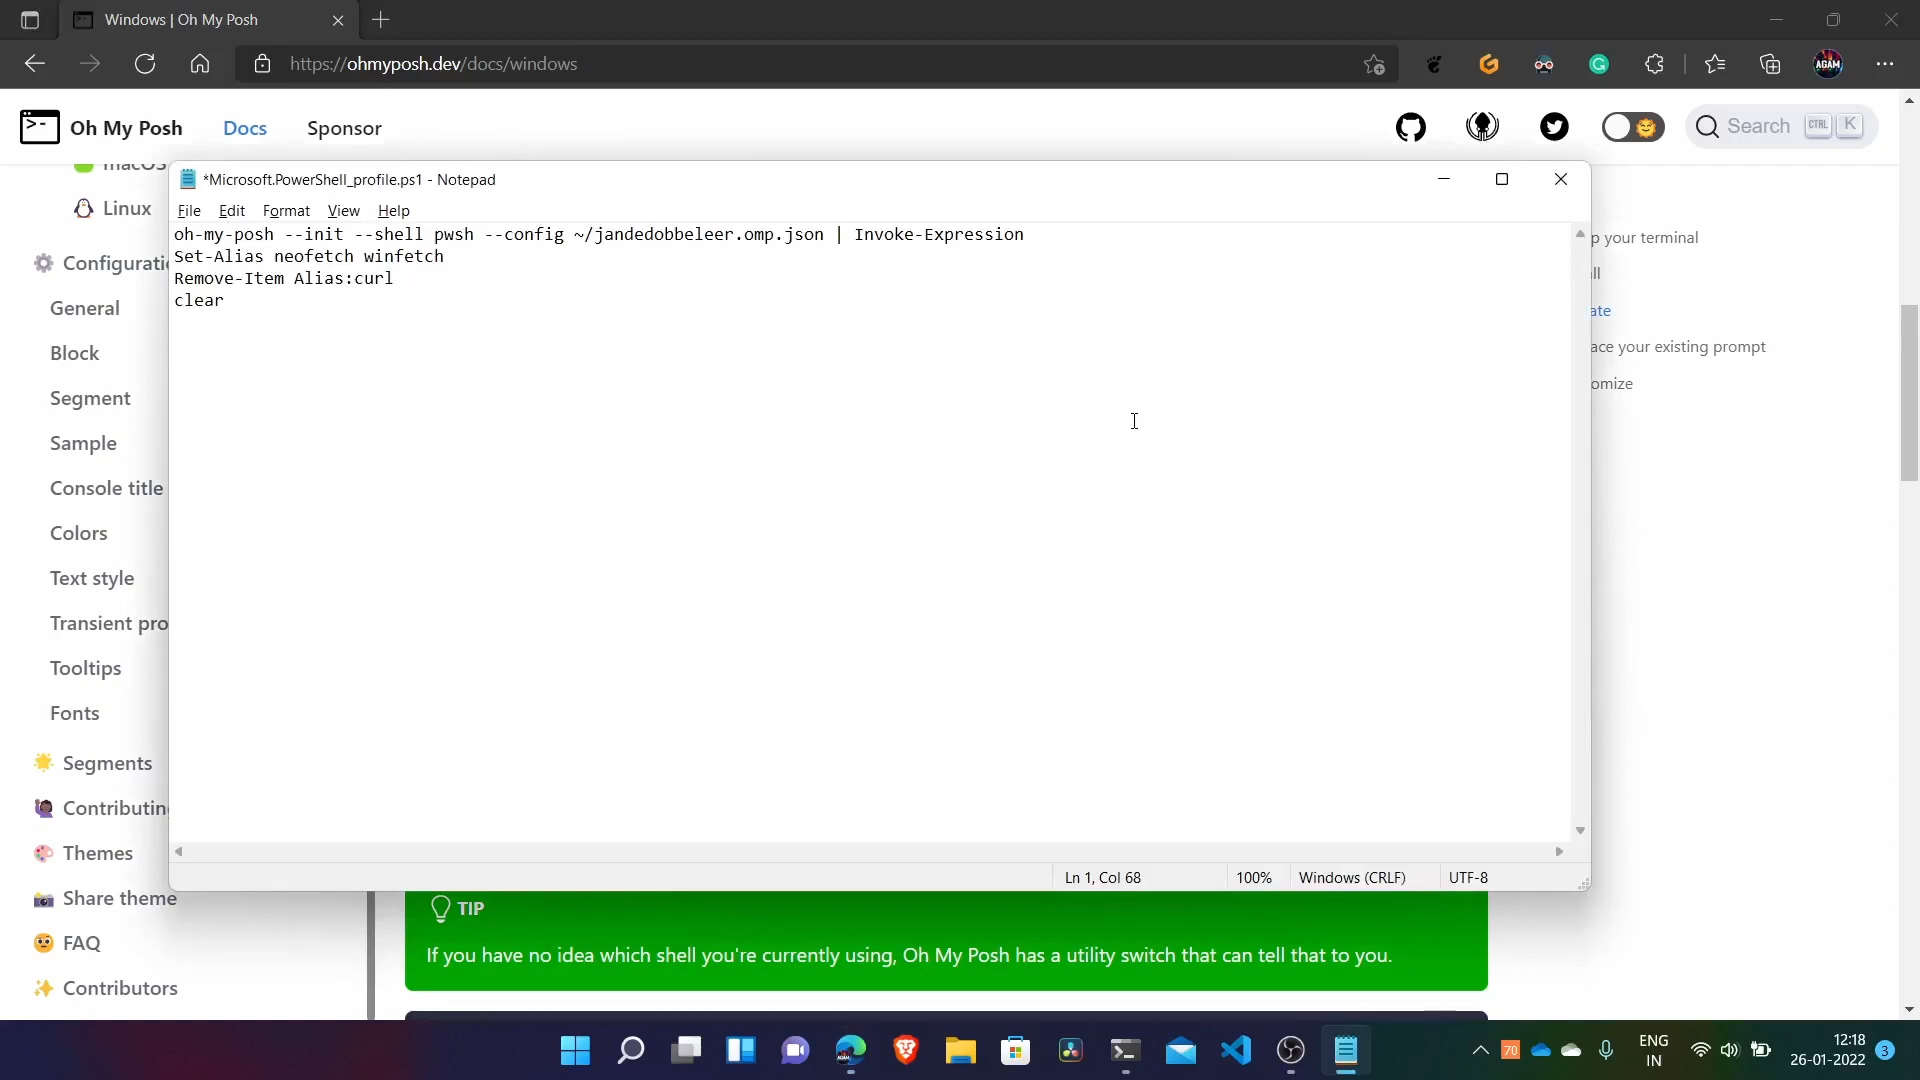 Windows | Oh My Posh
https://ohmyposh.dev/docs/windows
AGAM
Oh My Posh
Docs
Sponsor
Search
CTRL
K
macOS
Linux
General
Block
Segment
Sample
Console title
Colors
Text style
Transient pro
Tooltips
Fonts
Segments
Themes
Share theme
FAQ
Contributors
*Microsoft.PowerShell_profile.ps1 - Notepad
File Edit Format View Help
oh-my-posh --init --shell pwsh --config ~/jandedobbeleer.omp.json | Invoke-Expression
Set-Alias neofetch winfetch
Remove-Item Alias:curl
clear
Ln 1, Col 68
100%
Windows (CRLF)
UTF-8
your terminal
your existing prompt
TIP
If you have no idea which shell you're currently using, Oh My Posh has a utility switch that can tell that to you.
70
ENG
IN
12:18
26-01-2022
3